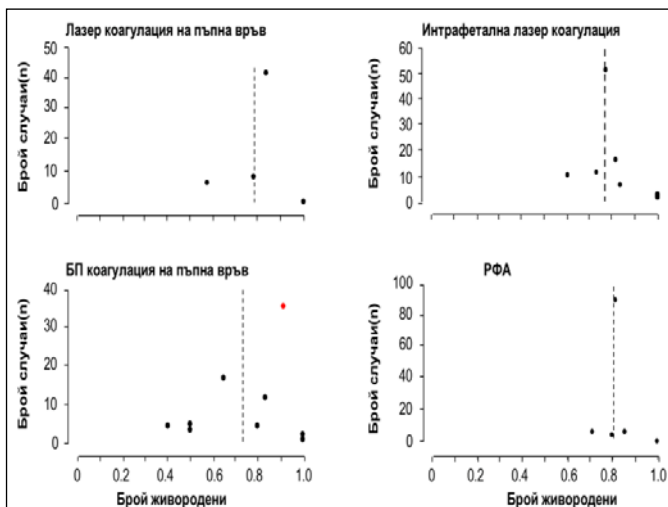 Лазер коагулация на пъпна връв
Брой случаи(n)
50
40
30
20
10
0
Интрафетална лазер коагулация
Брой случаи(n)
60
50
40
30
20
10
0
БП коагулация на пъпна връв
Брой случаи(n)
40
30
20
10
0
0 0.2 0.4 0.6 0.8 1.0
Брой живородени
РФА
Брой случаи(n)
100
80
60
40
20
0
0 0.2 0.4 0.6 0.8 1.0
Брой живородени